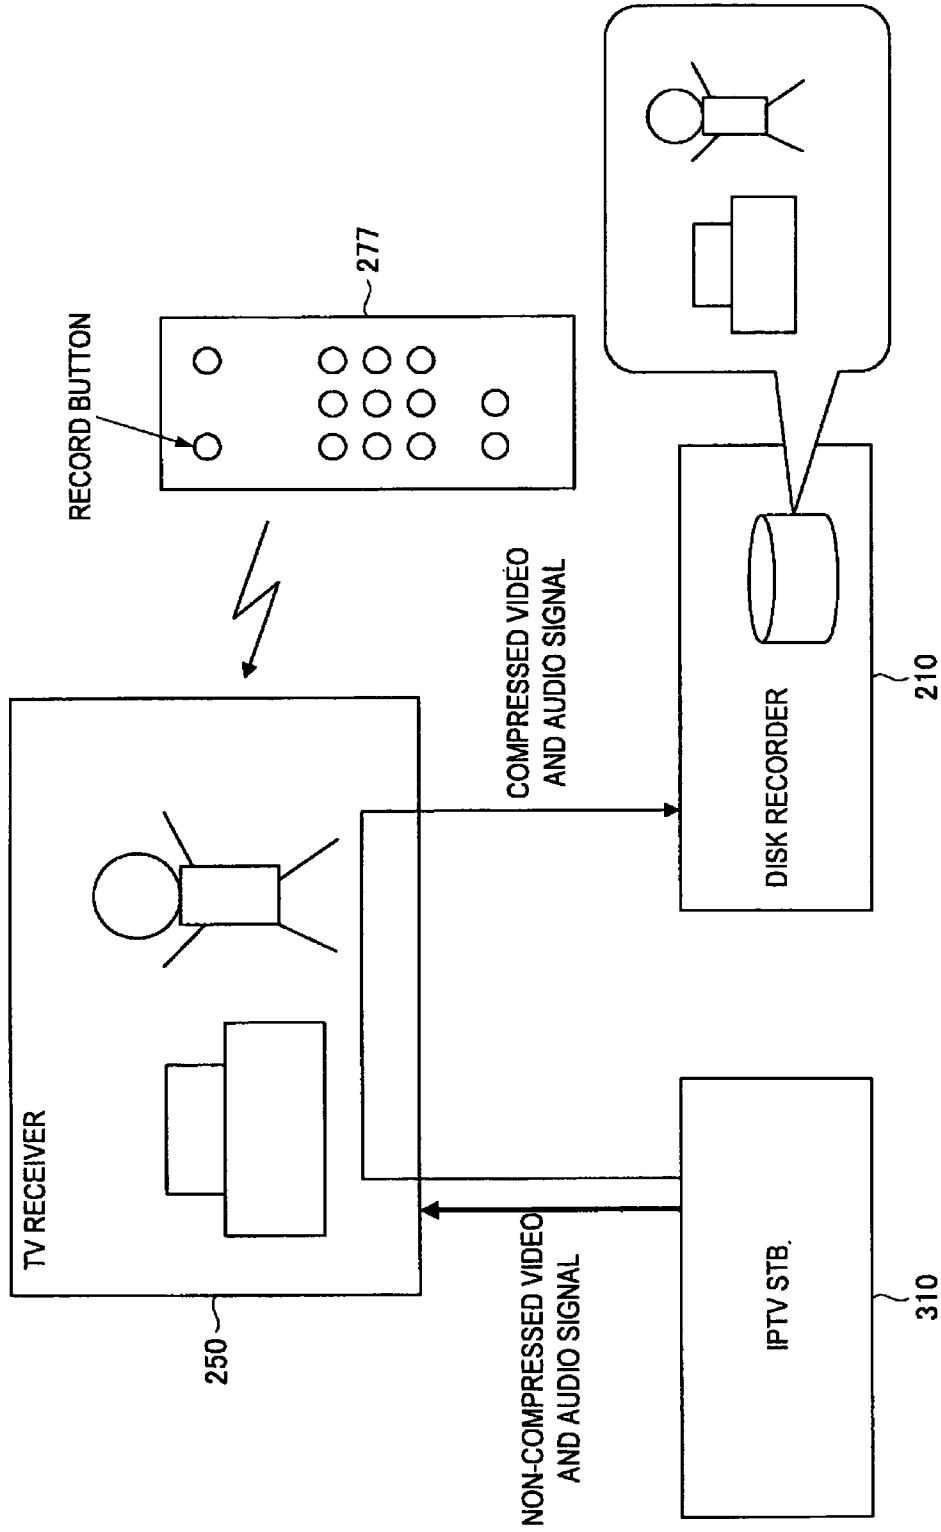 TV RECEIVER
250
RECORD BUTTON
277
NON-COMPRESSED VIDEO
AND AUDIO SIGNAL
COMPRESSED VIDEO
AND AUDIO SIGNAL
IPTV STB.
310
DISK RECORDER
210